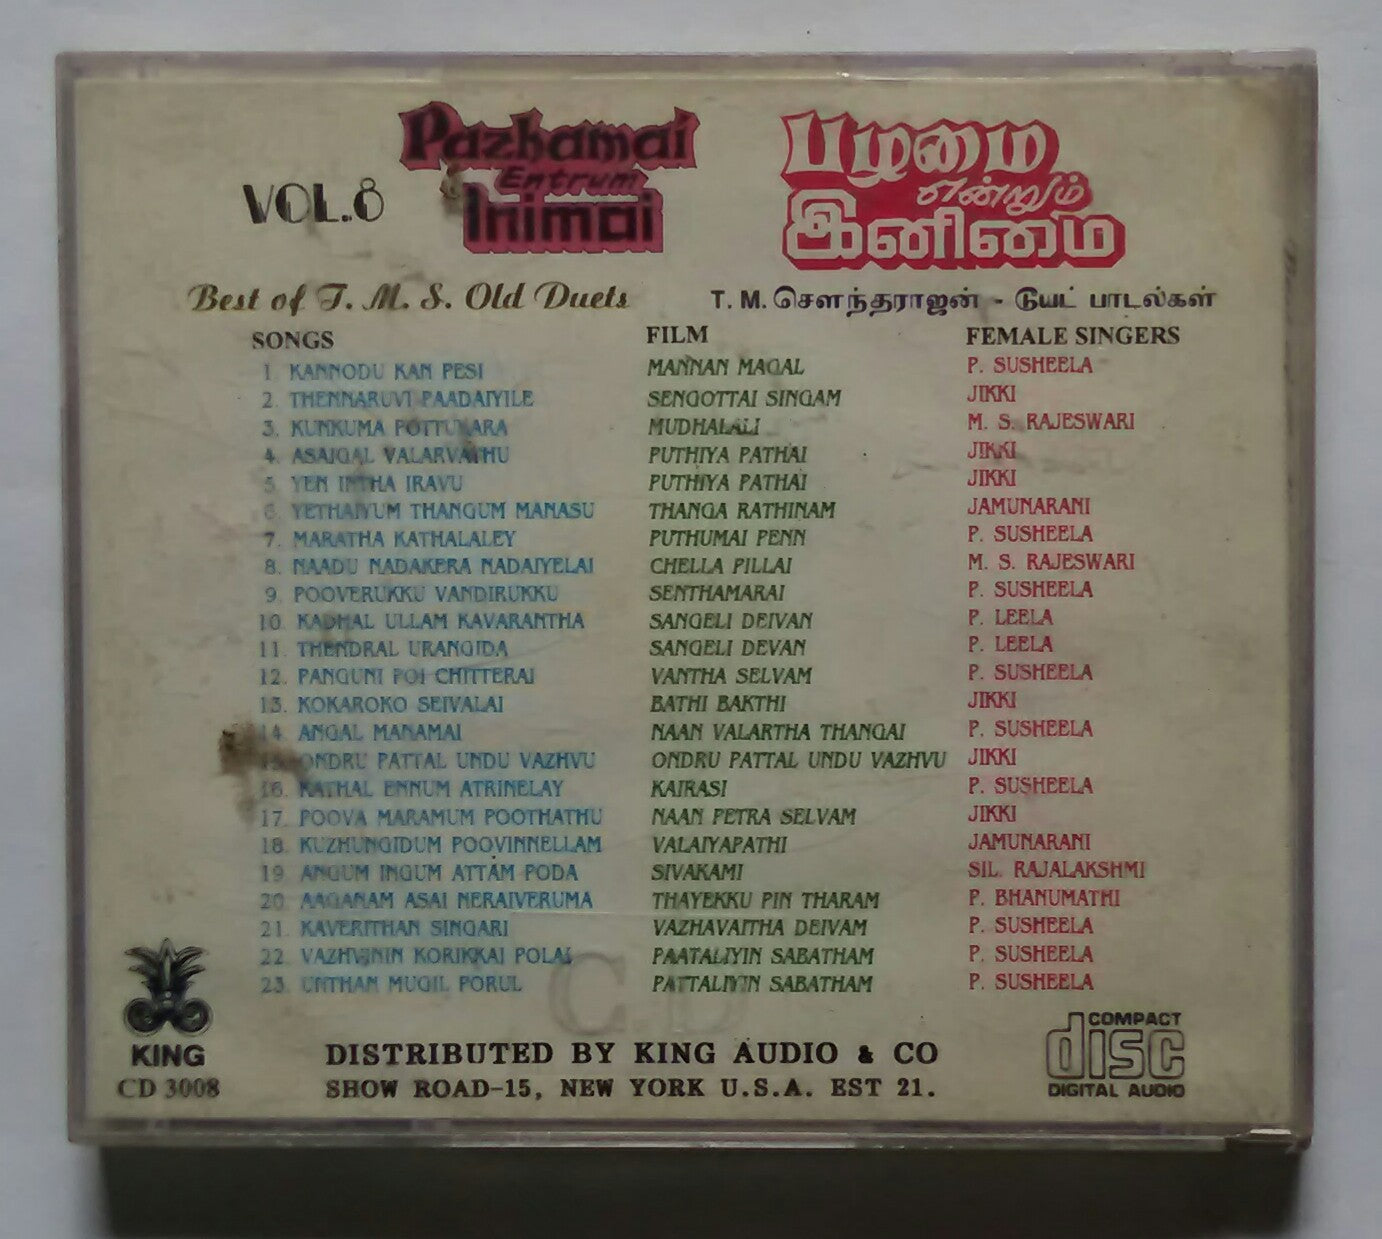 VOL.8
Pazhamai
Entrum
Inimai
பழமை
என்றும்
இனிமை
Best of T. M. S. Old Duets
T. M. சௌந்தரராஜன் - டூயட் பாடல்கள்
SONGS FILM FEMALE SINGERS
1. KANNODU KAN PESI MANNAN MAGAL P. SUSHEELA
2. THENNARUVI PAADAIYILE SENGOTTAI SINGAM JIKKI
3. KUNKUMA POTTUKARA MUDHALALI M. S. RAJESWARI
4. ASAIGAL VALARVATHU PUTHIYA PATHAI JIKKI
5. YEN INTHA IRAVU PUTHIYA PATHAI JIKKI
6. YETHAIYUM THANGUM MANASU THANGA RATHINAM JAMUNARANI
7. MARATHA KATHALALEY PUTHUMAI PENN P. SUSHEELA
8. NAADU NADAKERA NADAIYELAI CHELLA PILLAI M. S. RAJESWARI
9. POOVERUKKU VANDIRUKKU SENTHAMARAI P. SUSHEELA
10. KADHAL ULLAM KAVARANTHA SANGELI DEIVAN P. LEELA
11. THENDRAL URANGIDA SANGELI DEVAN P. LEELA
12. PANGUNI POI CHITTERAI VANTHA SELVAM P. SUSHEELA
13. KOKAROKO SEIVALAI BATHI BAKTHI JIKKI
14. ANGAL MANAMAI NAAN VALARTHA THANGAI P. SUSHEELA
15. ONDRU PATTAL UNDU VAZHVU ONDRU PATTAL UNDU VAZHVU JIKKI
16. KATHAL ENNUM ATRINELAY KAIRASI P. SUSHEELA
17. POOVA MARAMUM POOTHATHU NAAN PETRA SELVAM JIKKI
18. KUZHUNGIDUM POOVINNELLAM VALAIYAPATHI JAMUNARANI
19. ANGUM INGUM ATTAM PODA SIVAKAMI SIL. RAJALAKSHMI
20. AAGANAM ASAI NERAIVERUMA THAYEKKU PIN THARAM P. BHANUMATHI
21. KAVERITHAN SINGARI VAZHAVAITHA DEIVAM P. SUSHEELA
22. VAZHVININ KORIKKAI POLAI PAATALIYIN SABATHAM P. SUSHEELA
23. UNTHAN MUGIL PORUL PATTALIYIN SABATHAM P. SUSHEELA
CD
KING
CD 3008
DISTRIBUTED BY KING AUDIO & CO
SHOW ROAD-15, NEW YORK U.S.A. EST 21.
COMPACT
disc
DIGITAL AUDIO